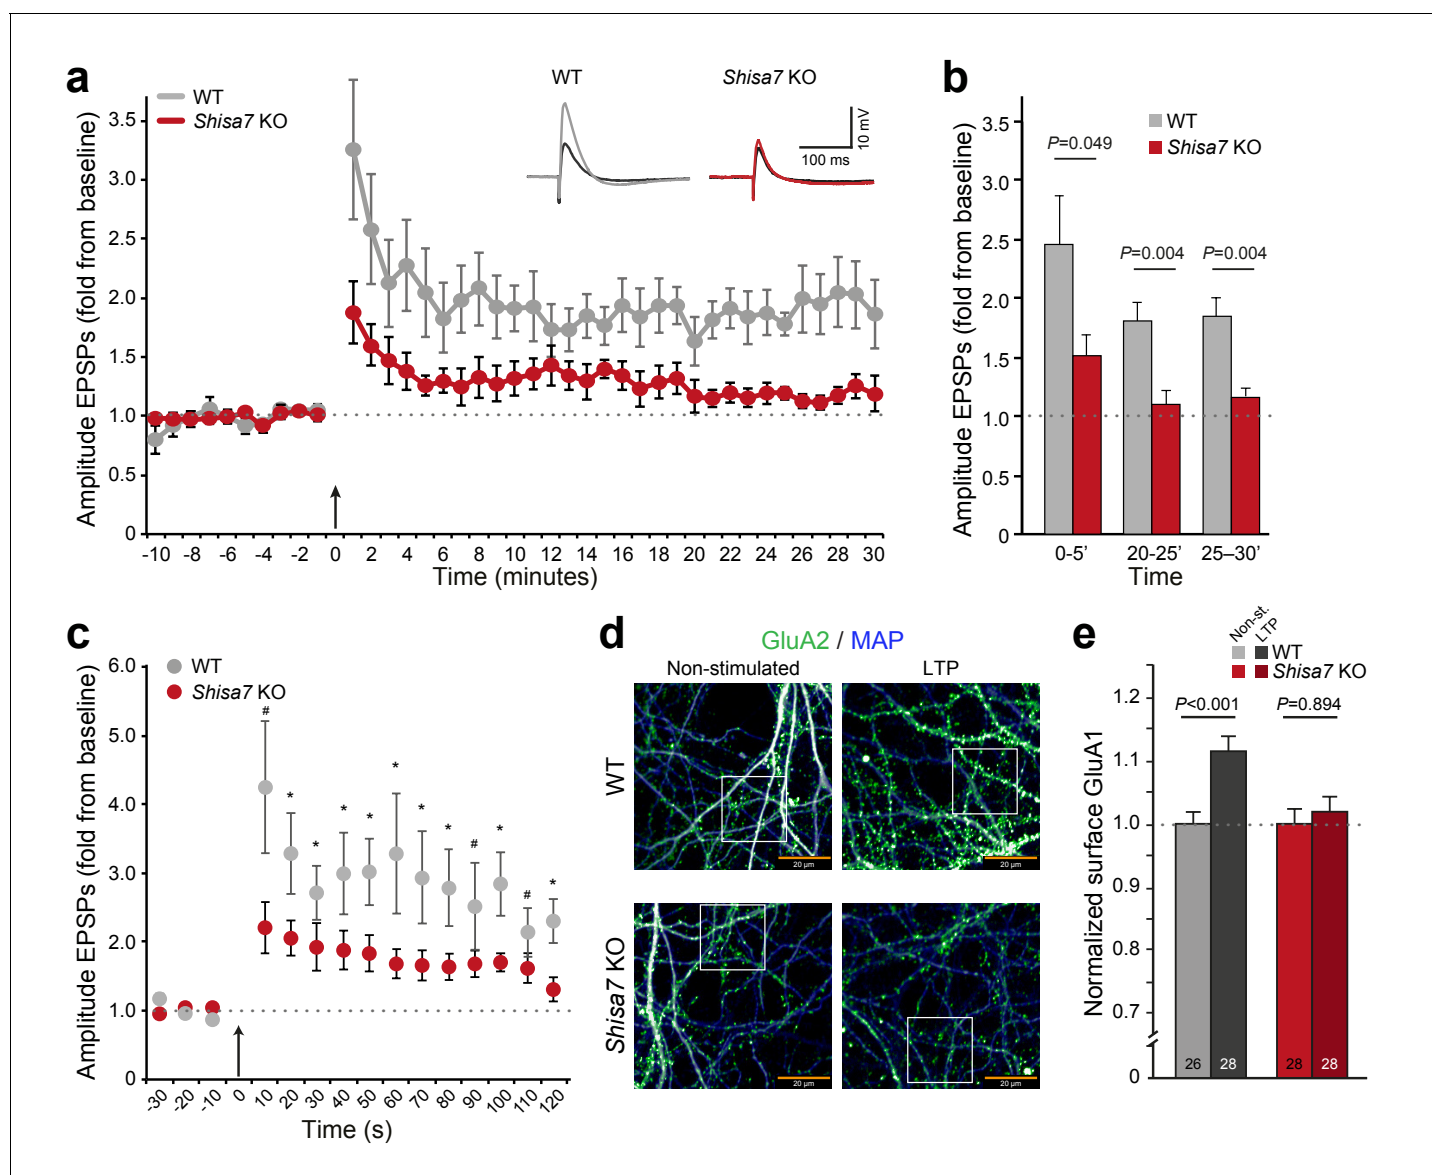 a
WT
Shisa7 KO
WT
Shisa7 KO
10 mV
100 ms
Amplitude EPSPs (fold from baseline)
3.5
3.0
2.5
2.0
1.5
1.0
0.5
0
-10 -8 -6 -4 -2 0 2 4 6 8 10 12 14 16 18 20 22 24 26 28 30
Time (minutes)
b
WT
Shisa7 KO
P=0.049
P=0.004
P=0.004
Amplitude EPSPs (fold from baseline)
3.5
3.0
2.5
2.0
1.5
1.0
0.5
0
0-5’ 20-25’ 25–30’
Time
c
WT
Shisa7 KO
Amplitude EPSPs (fold from baseline)
6.0
5.0
4.0
3.0
2.0
1.0
0
# * * * * * * * # * # *
-30 -20 -10 0 10 20 30 40 50 60 70 80 90 100 110 120
Time (s)
d
GluA2 / MAP
Non-stimulated LTP
WT
20 µm
20 µm
Shisa7 KO
20 µm
20 µm
e
Non-st.
LTP
WT
Shisa7 KO
P<0.001
P=0.894
Normalized surface GluA1
1.2
1.1
1.0
0.9
0.8
0.7
0
26 28 28 28